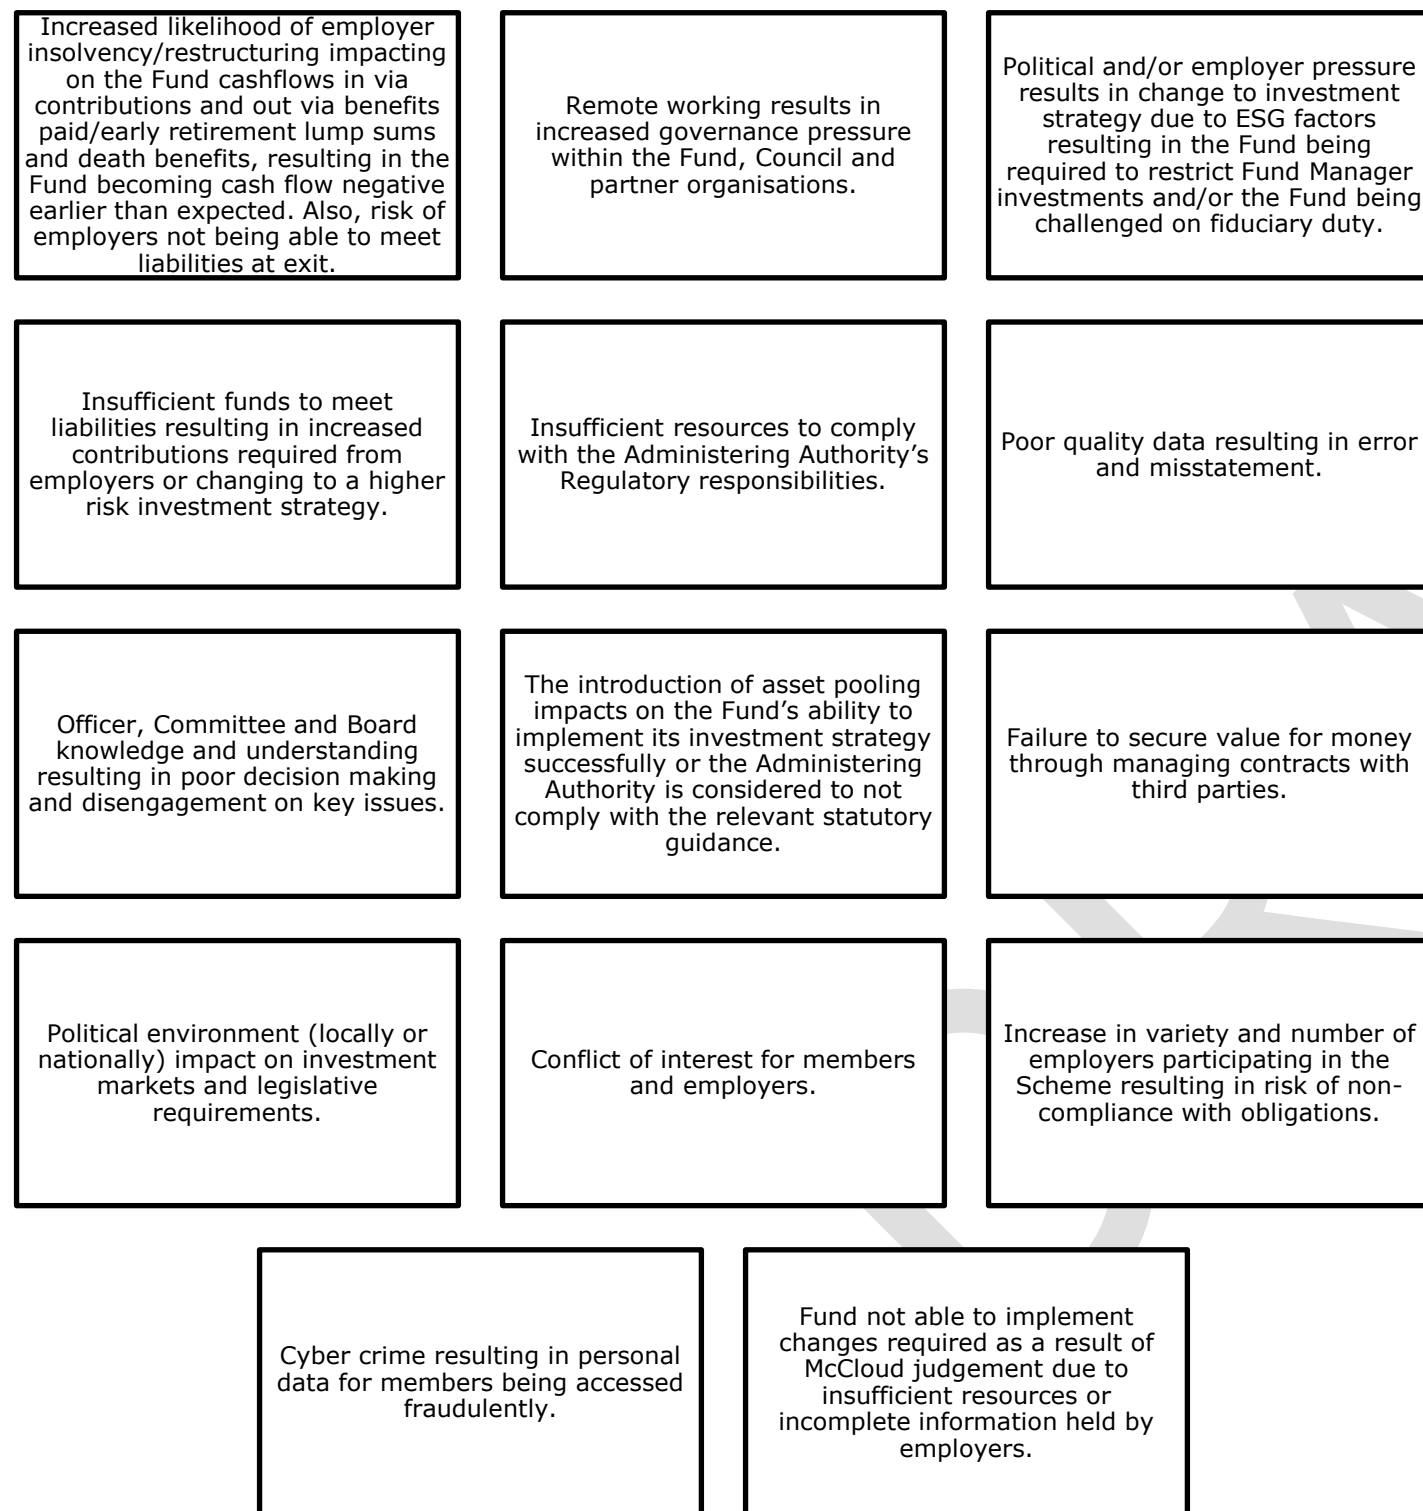 Increased likelihood of employer
insolvency/restructuring impacting
on the Fund cashflows in via
contributions and out via benefits
paid/early retirement lump sums
and death benefits, resulting in the
Fund becoming cash flow negative
earlier than expected. Also, risk of
employers not being able to meet
liabilities at exit.
Remote working results in
increased governance pressure
within the Fund, Council and
partner organisations.
Political and/or employer pressure
results in change to investment
strategy due to ESG factors
resulting in the Fund being
required to restrict Fund Manager
investments and/or the Fund being
challenged on fiduciary duty.
Insufficient funds to meet
liabilities resulting in increased
contributions required from
employers or changing to a higher
risk investment strategy.
Insufficient resources to comply
with the Administering Authority’s
Regulatory responsibilities.
Poor quality data resulting in error
and misstatement.
Officer, Committee and Board
knowledge and understanding
resulting in poor decision making
and disengagement on key issues.
The introduction of asset pooling
impacts on the Fund’s ability to
implement its investment strategy
successfully or the Administering
Authority is considered to not
comply with the relevant statutory
guidance.
Failure to secure value for money
through managing contracts with
third parties.
Political environment (locally or
nationally) impact on investment
markets and legislative
requirements.
Conflict of interest for members
and employers.
Increase in variety and number of
employers participating in the
Scheme resulting in risk of non-
compliance with obligations.
Cyber crime resulting in personal
data for members being accessed
fraudulently.
Fund not able to implement
changes required as a result of
McCloud judgement due to
insufficient resources or
incomplete information held by
employers.